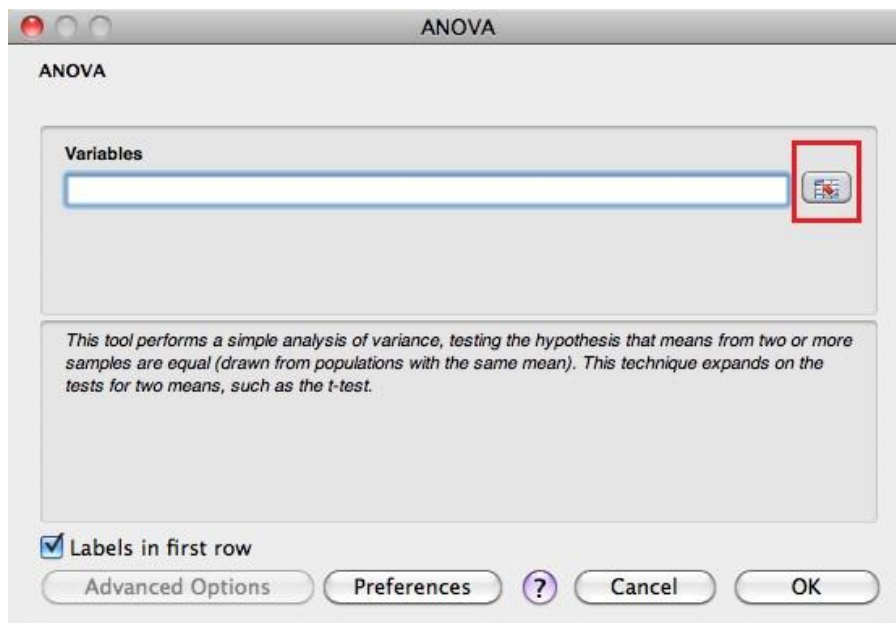 ANOVA
ANOVA
Variables
This tool performs a simple analysis of variance, testing the hypothesis that means from two or more
samples are equal (drawn from populations with the same mean). This technique expands on the
tests for two means, such as the t-test.
Labels in first row
Advanced Options Preferences ? Cancel OK